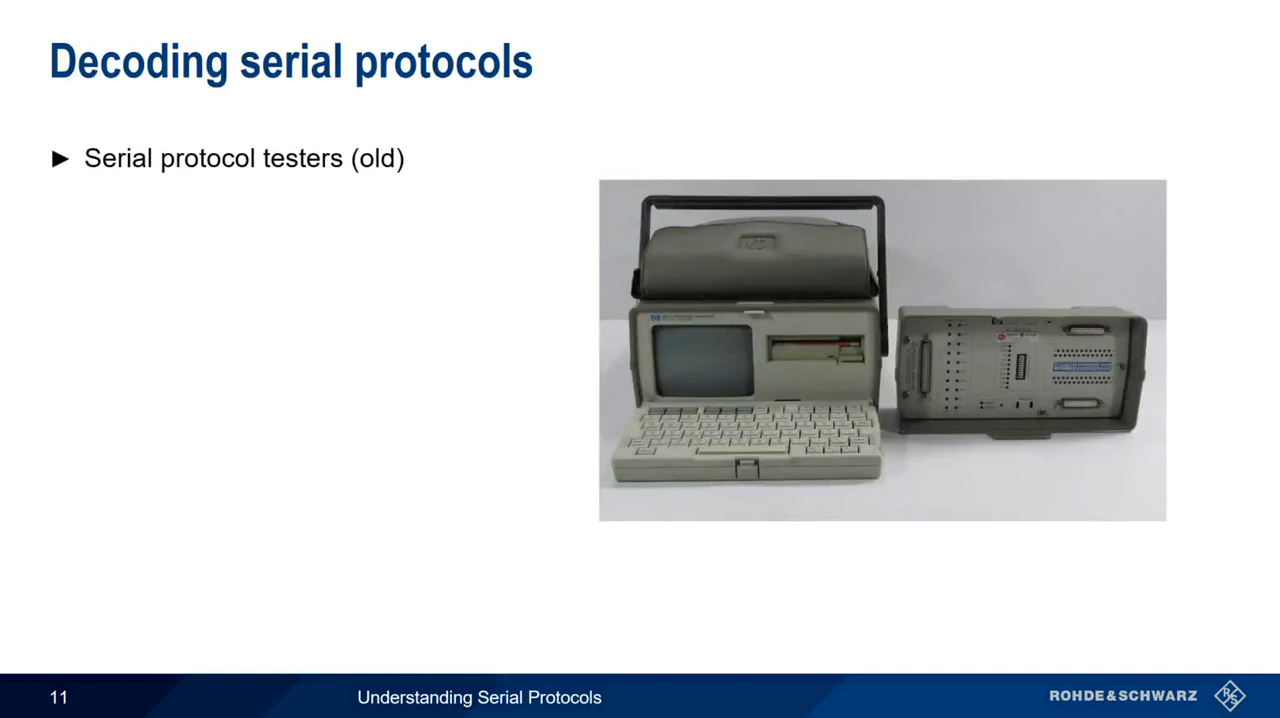 Decoding serial protocols
► Serial protocol testers (old)
11
Understanding Serial Protocols
ROHDE & SCHWARZ
R S